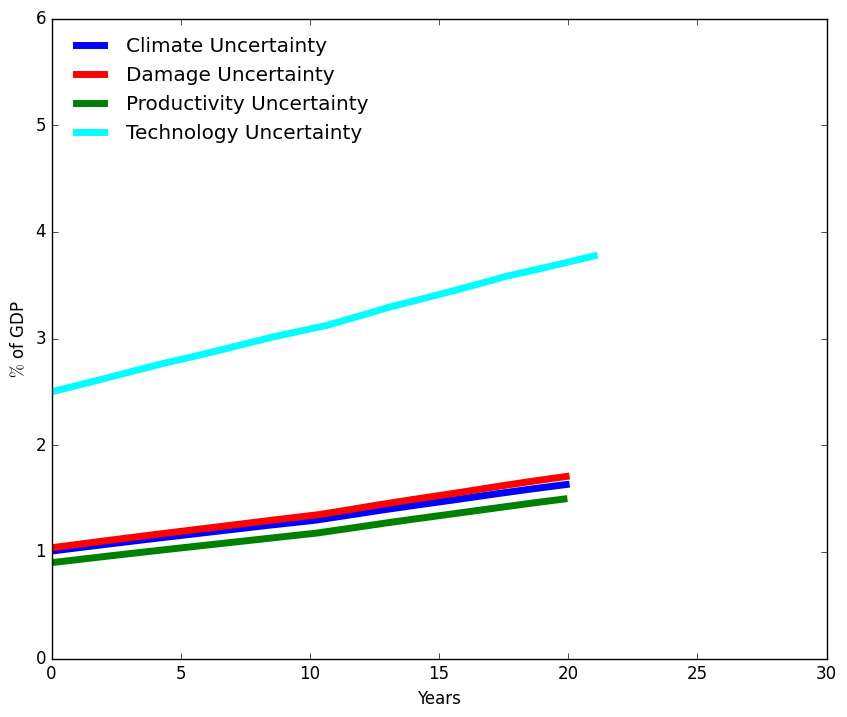 6
Climate Uncertainty
Damage Uncertainty
Productivity Uncertainty
Technology Uncertainty
5
4
3
2
1
0
% of GDP
0 5 10 15 20 25 30
Years